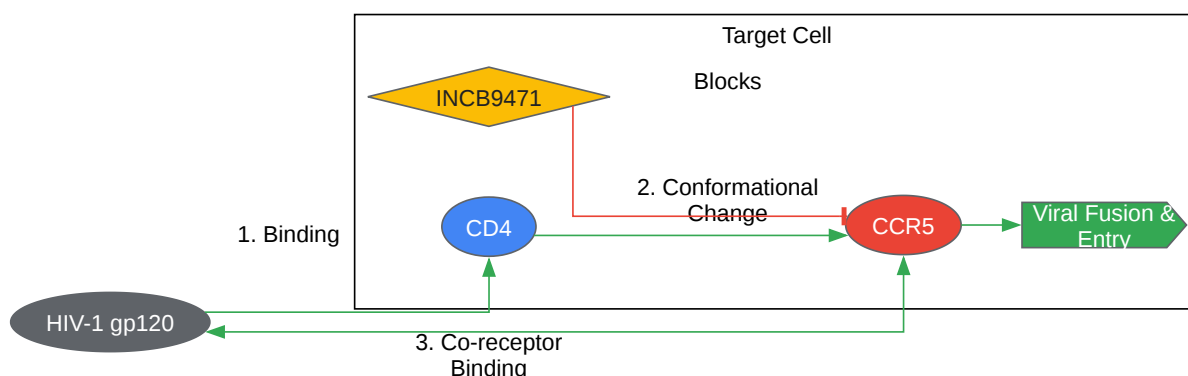 Target Cell
Blocks
INCB9471
2. Conformational
Change
CD4
CCR5
Viral Fusion &
Entry
1. Binding
HIV-1 gp120
3. Co-receptor
Binding